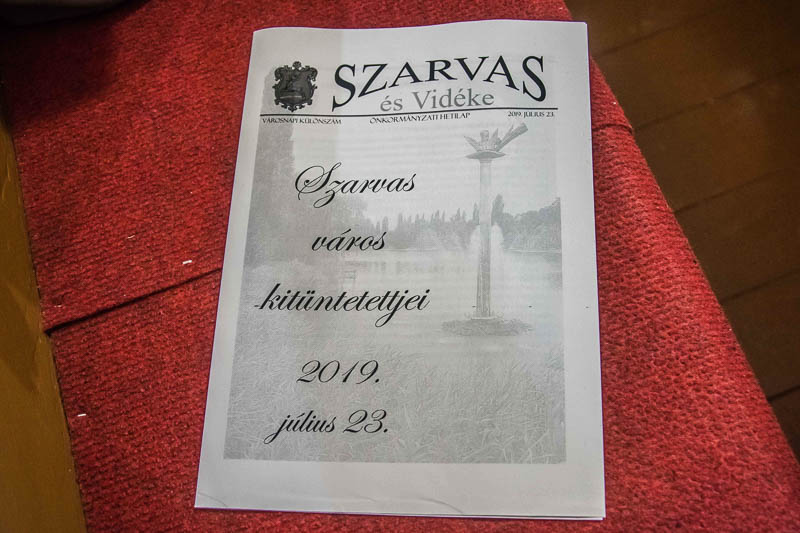 SZARVAS
és Vidéke
VÁROSNAPI KÜLÖNSZÁM ÖNKORMÁNYZATI HETILAP 2019. JÚLIUS 23.
Szarvas
város
kitüntetettjei
2019.
július 23.